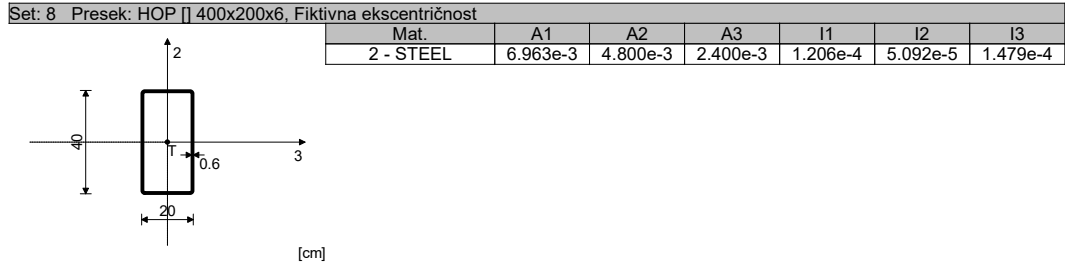 Set: 8 Presek: HOP [] 400x200x6, Fiktivna ekscentričnost
Mat. A1 A2 A3 I1 I2 I3
2 - STEEL 6.963e-3 4.800e-3 2.400e-3 1.206e-4 5.092e-5 1.479e-4
2
40
T
3
0.6
20
[cm]